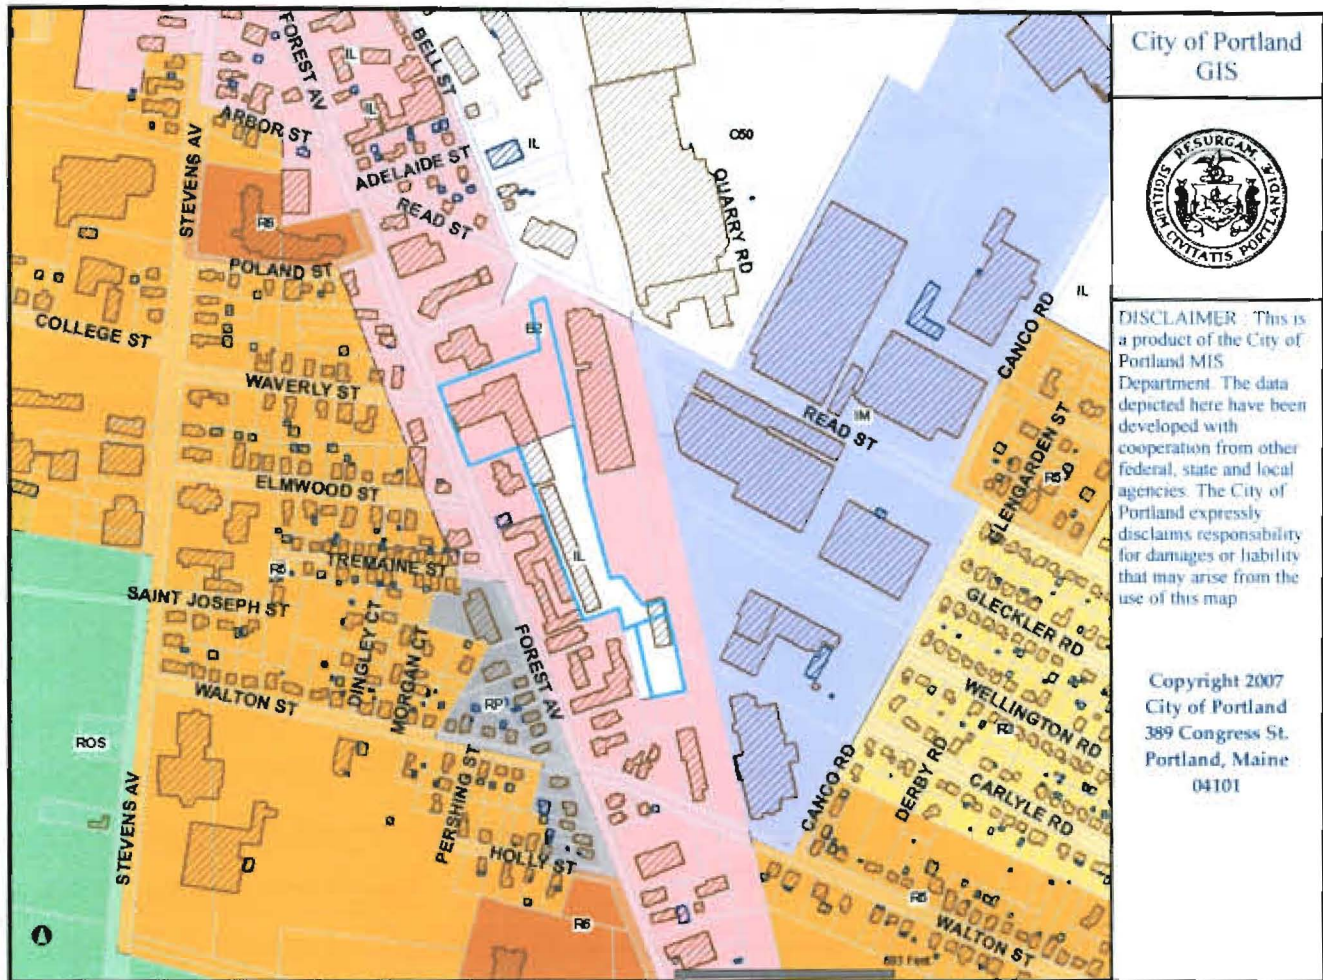 City of Portland
GIS
RESURGAM
SIGILLUM CIVITATIS PORTLANDIAE
DISCLAIMER : This is
a product of the City of
Portland MIS
Department. The data
depicted here have been
developed with
cooperation from other
federal, state and local
agencies. The City of
Portland expressly
disclaims responsibility
for damages or liability
that may arise from the
use of this map
Copyright 2007
City of Portland
389 Congress St.
Portland, Maine
04101
FOREST AV
BELL ST
IL
IL
ARBOR ST
STEVENS AV
ADELAIDE ST
READ ST
IL
QUARRY RD
POLAND ST
COLLEGE ST
WAVERLY ST
B2
CANCO RD
IL
READ ST
IM
GLENGARDEN ST
R5
ELMWOOD ST
TREMAINE ST
R5
IL
SAINT JOSEPH ST
DINGLEY CT
MORGAN CT
FOREST AV
GLECKLER RD
WELLINGTON RD
WALTON ST
RP
ROS
PERSHING ST
STEVENS AV
CANCO RD
DERBY RD
CARLYLE RD
HOLLY ST
R6
R5
WALTON ST